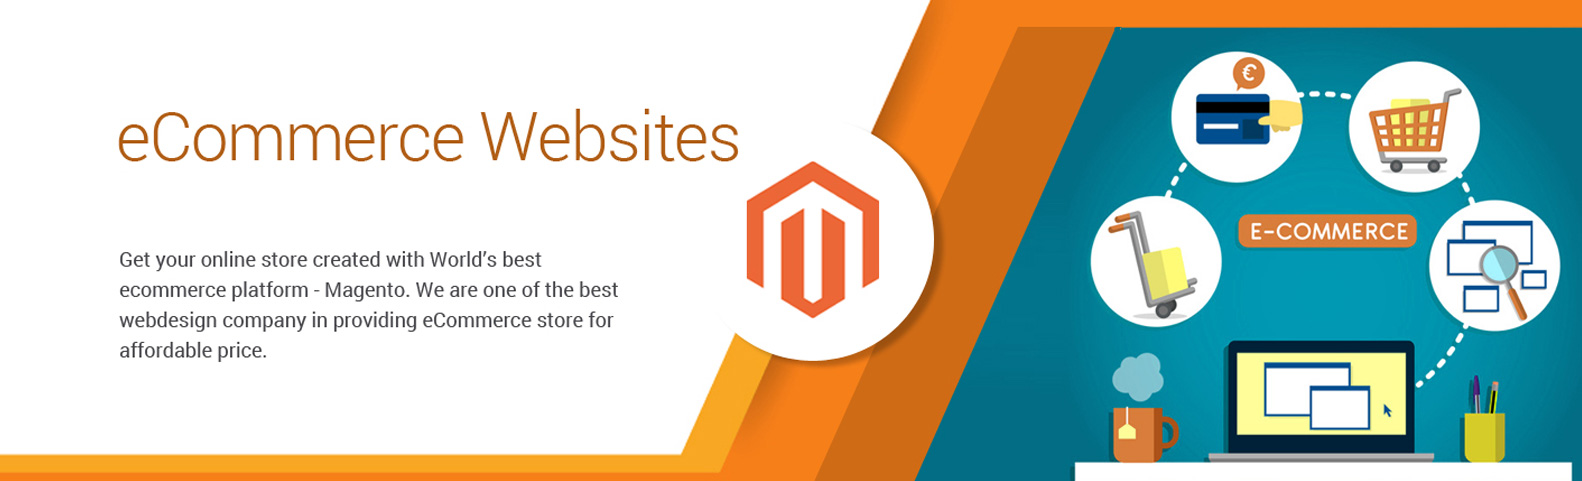 eCommerce Websites
Get your online store created with World’s best
ecommerce platform - Magento. We are one of the best
webdesign company in providing eCommerce store for
affordable price.
€
E-COMMERCE